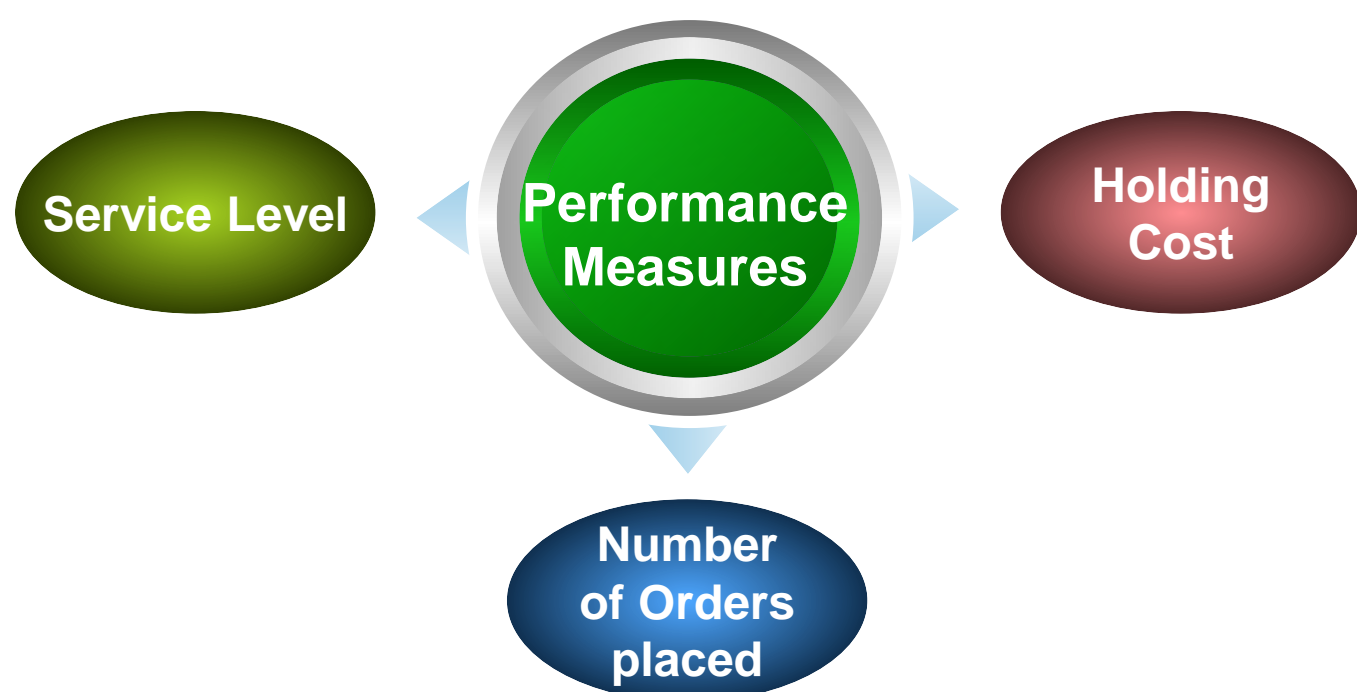 Performance
Measures
Service Level
Holding
Cost
Number
of Orders
placed